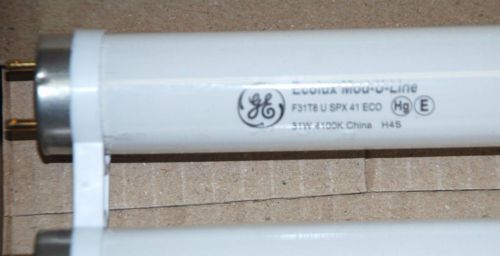 Ecolux Mod-U-Line
GE F31T8 U SPX 41 ECO Hg E
31W 4100K China H4S